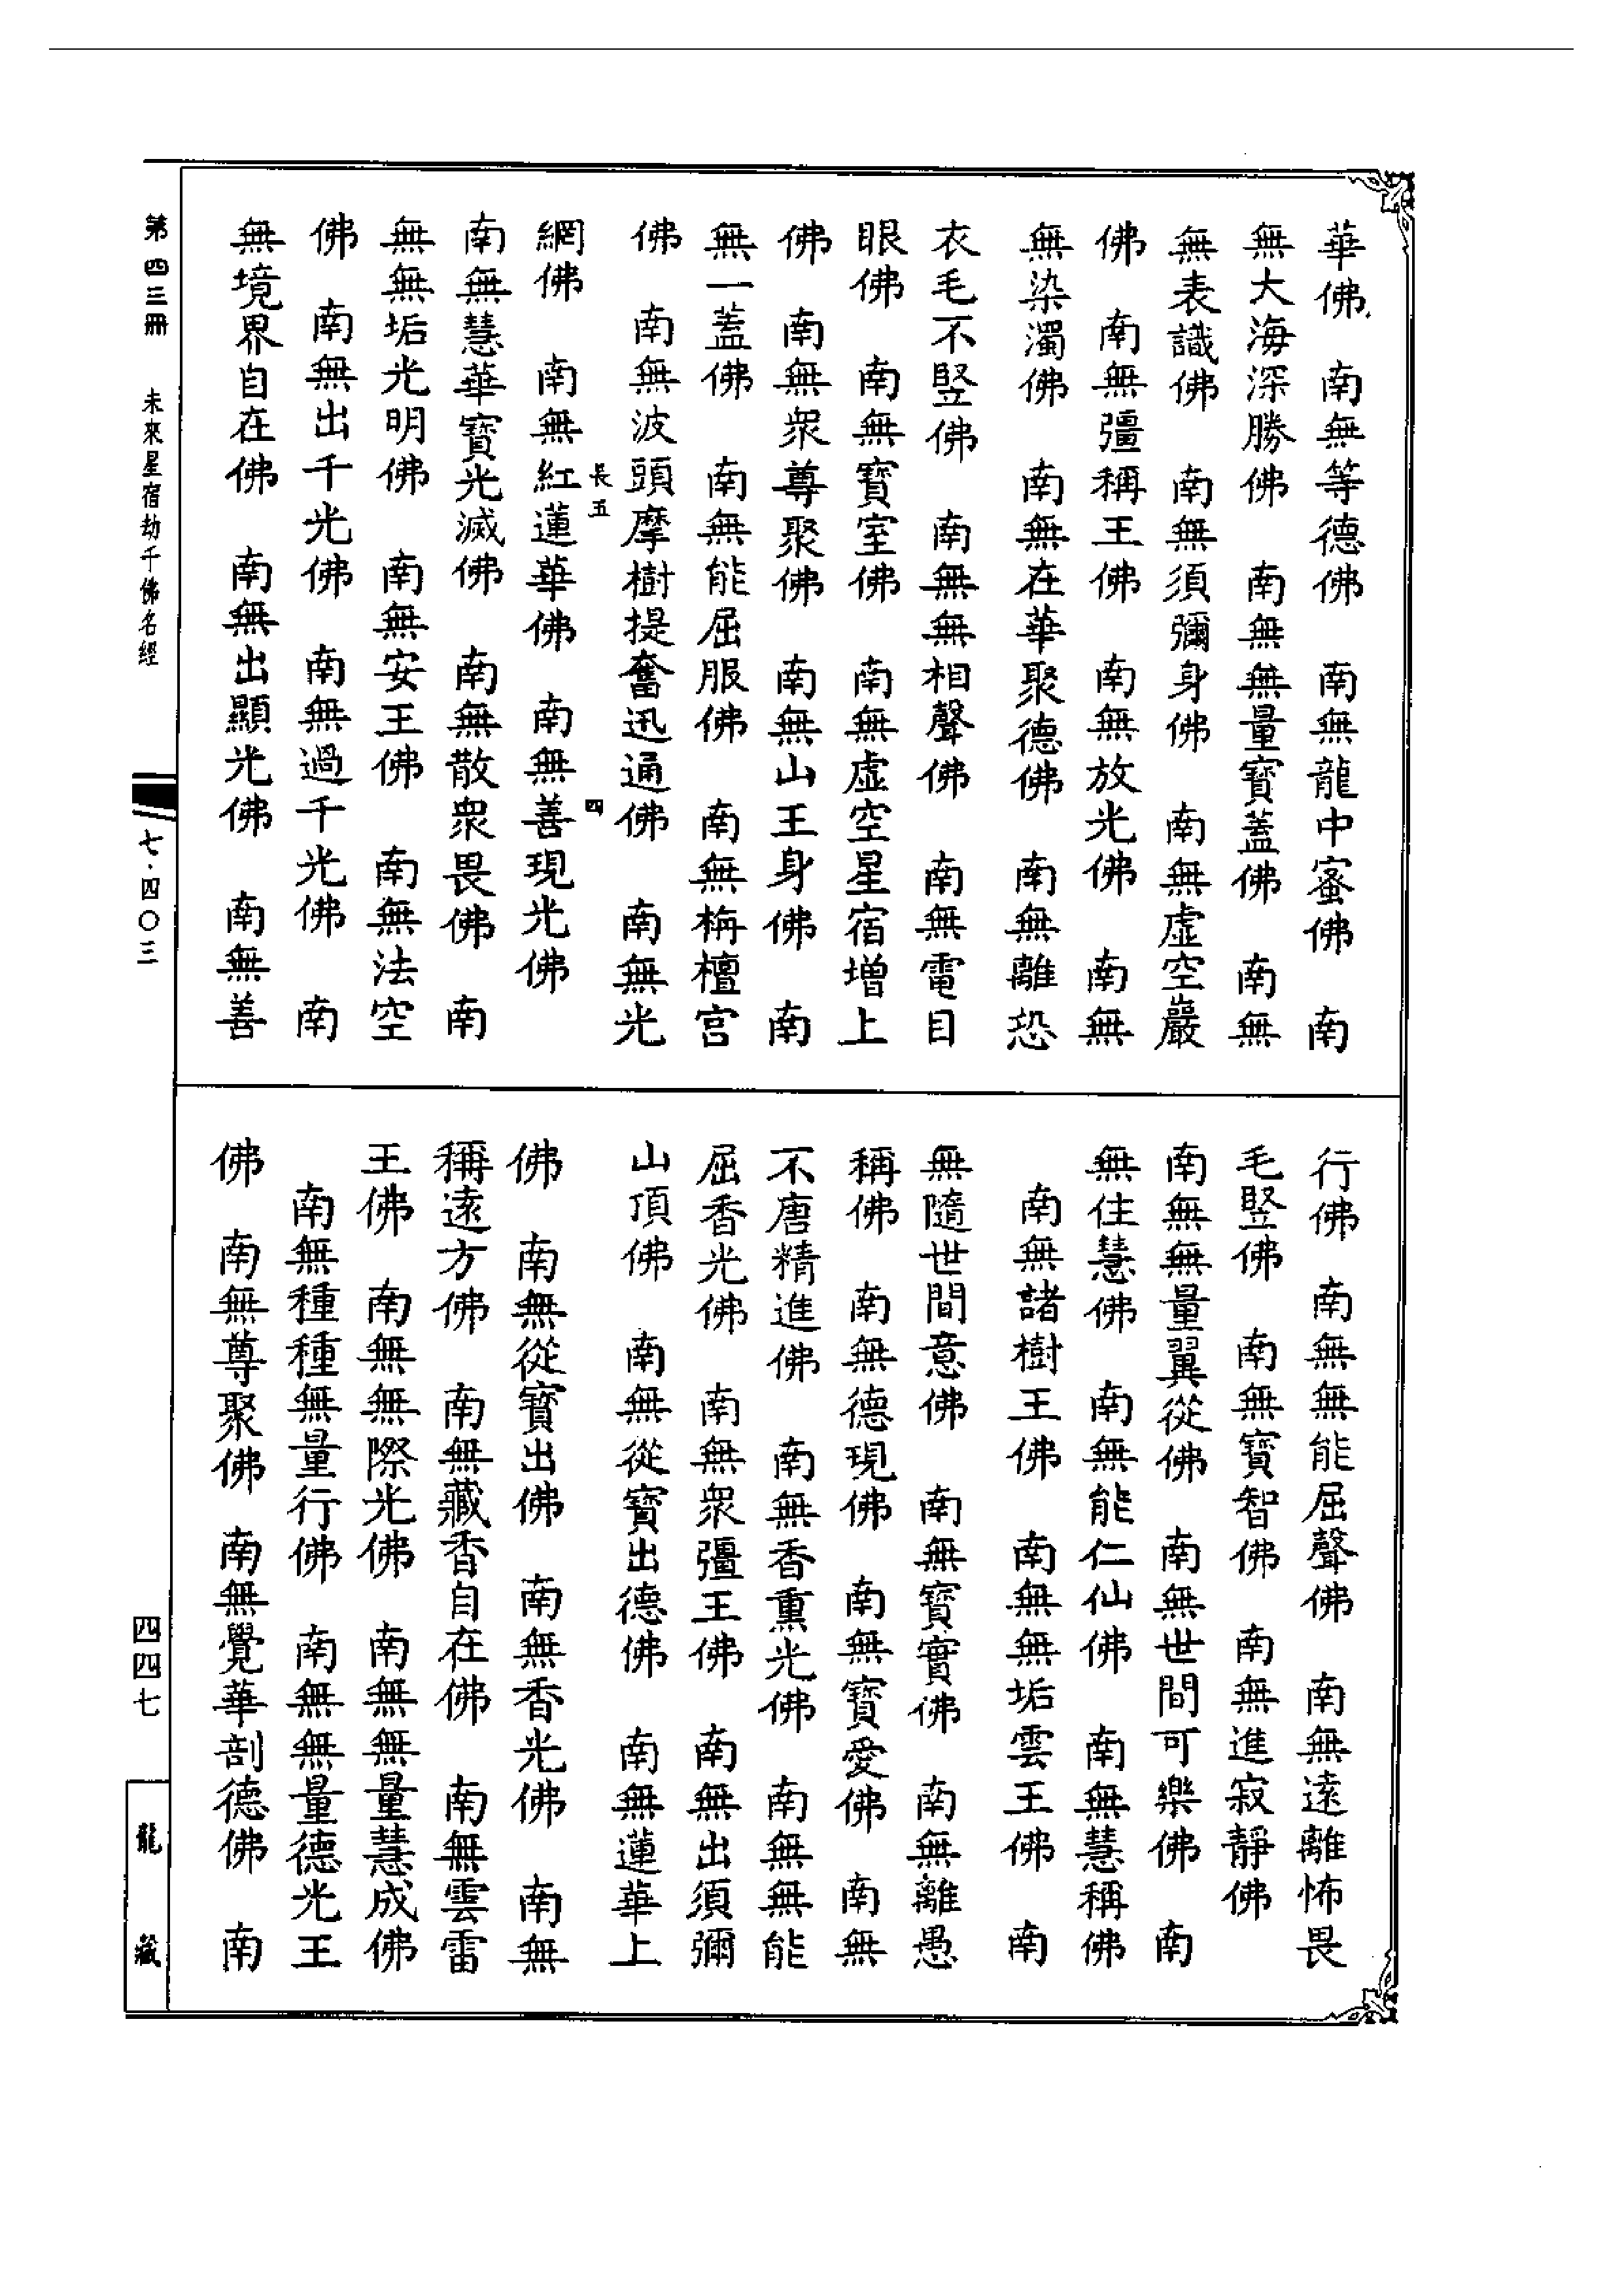 華佛　南無等德佛　南無龍中蜜佛　南
無大海深勝佛　南無無量寶蓋佛　南無
無表識佛　南無須彌身佛　南無虛空嚴
佛　南無彊稱王佛　南無放光佛　南無
無染濁佛　南無在華聚德佛　南無離恐
衣毛不竪佛　南無無相聲佛　南無電目
眼佛　南無寶室佛　南無虛空星宿增上
佛　南無眾尊聚佛　南無山王身佛　南
無一蓋佛　南無能屈服佛　南無栴檀宮
佛　南無波頭摩樹提奮迅通佛　南無光
長五　四
網佛　南無紅蓮華佛　南無善現光佛
南無慧華寶光滅佛　南無散眾畏佛　南
無無垢光明佛　南無安王佛　南無法空
佛　南無出千光佛　南無過千光佛　南
無境界自在佛　南無出顯光佛　南無善
行佛　南無無能屈聲佛　南無遠離怖畏
毛竪佛　南無寶智佛　南無進寂靜佛
南無無量翼從佛　南無世間可樂佛　南
無住慧佛　南無能仁仙佛　南無慧稱佛
南無諸樹王佛　南無無垢雲王佛　南
無隨世間意佛　南無寶實佛　南無離愚
稱佛　南無德現佛　南無寶愛佛　南無
不唐精進佛　南無香熏光佛　南無無能
屈香光佛　南無眾彊王佛　南無出須彌
山頂佛　南無從寶出德佛　南無蓮華上
佛　南無從寶出佛　南無香光佛　南無
稱遠方佛　南無藏香自在佛　南無雲雷
王佛　南無無際光佛　南無無量慧成佛
南無種種無量行佛　南無無量德光王
佛　南無尊聚佛　南無覺華剖德佛　南
第四三冊　未來星宿劫千佛名經　七·四〇三
四四七
龍藏